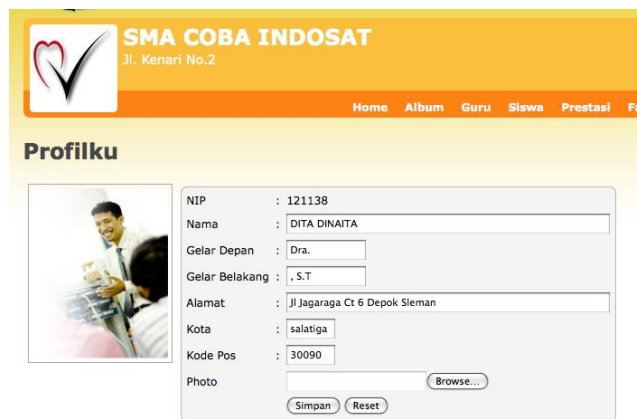 SMA COBA INDOSAT
Jl. Kenari No.2
Home Album Guru Siswa Prestasi
Profilku
NIP : 121138
Nama : DITA DINAITA
Gelar Depan : Dra.
Gelar Belakang : , S.T
Alamat : Jl Jagaraga Ct 6 Depok Sleman
Kota : salatiga
Kode Pos : 30090
Photo Browse...
Simpan Reset